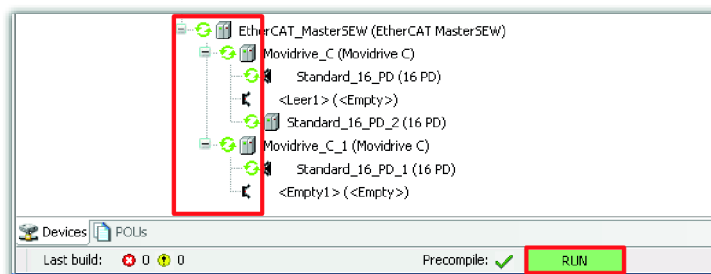 EtherCAT_MasterSEW (EtherCAT MasterSEW)
Movidrive_C (Movidrive C)
Standard_16_PD (16 PD)
<Leer1> (<Empty>)
Standard_16_PD_2 (16 PD)
Movidrive_C_1 (Movidrive C)
Standard_16_PD_1 (16 PD)
<Empty1> (<Empty>)
Devices POUs
Last build: 0 0 Precompile: RUN